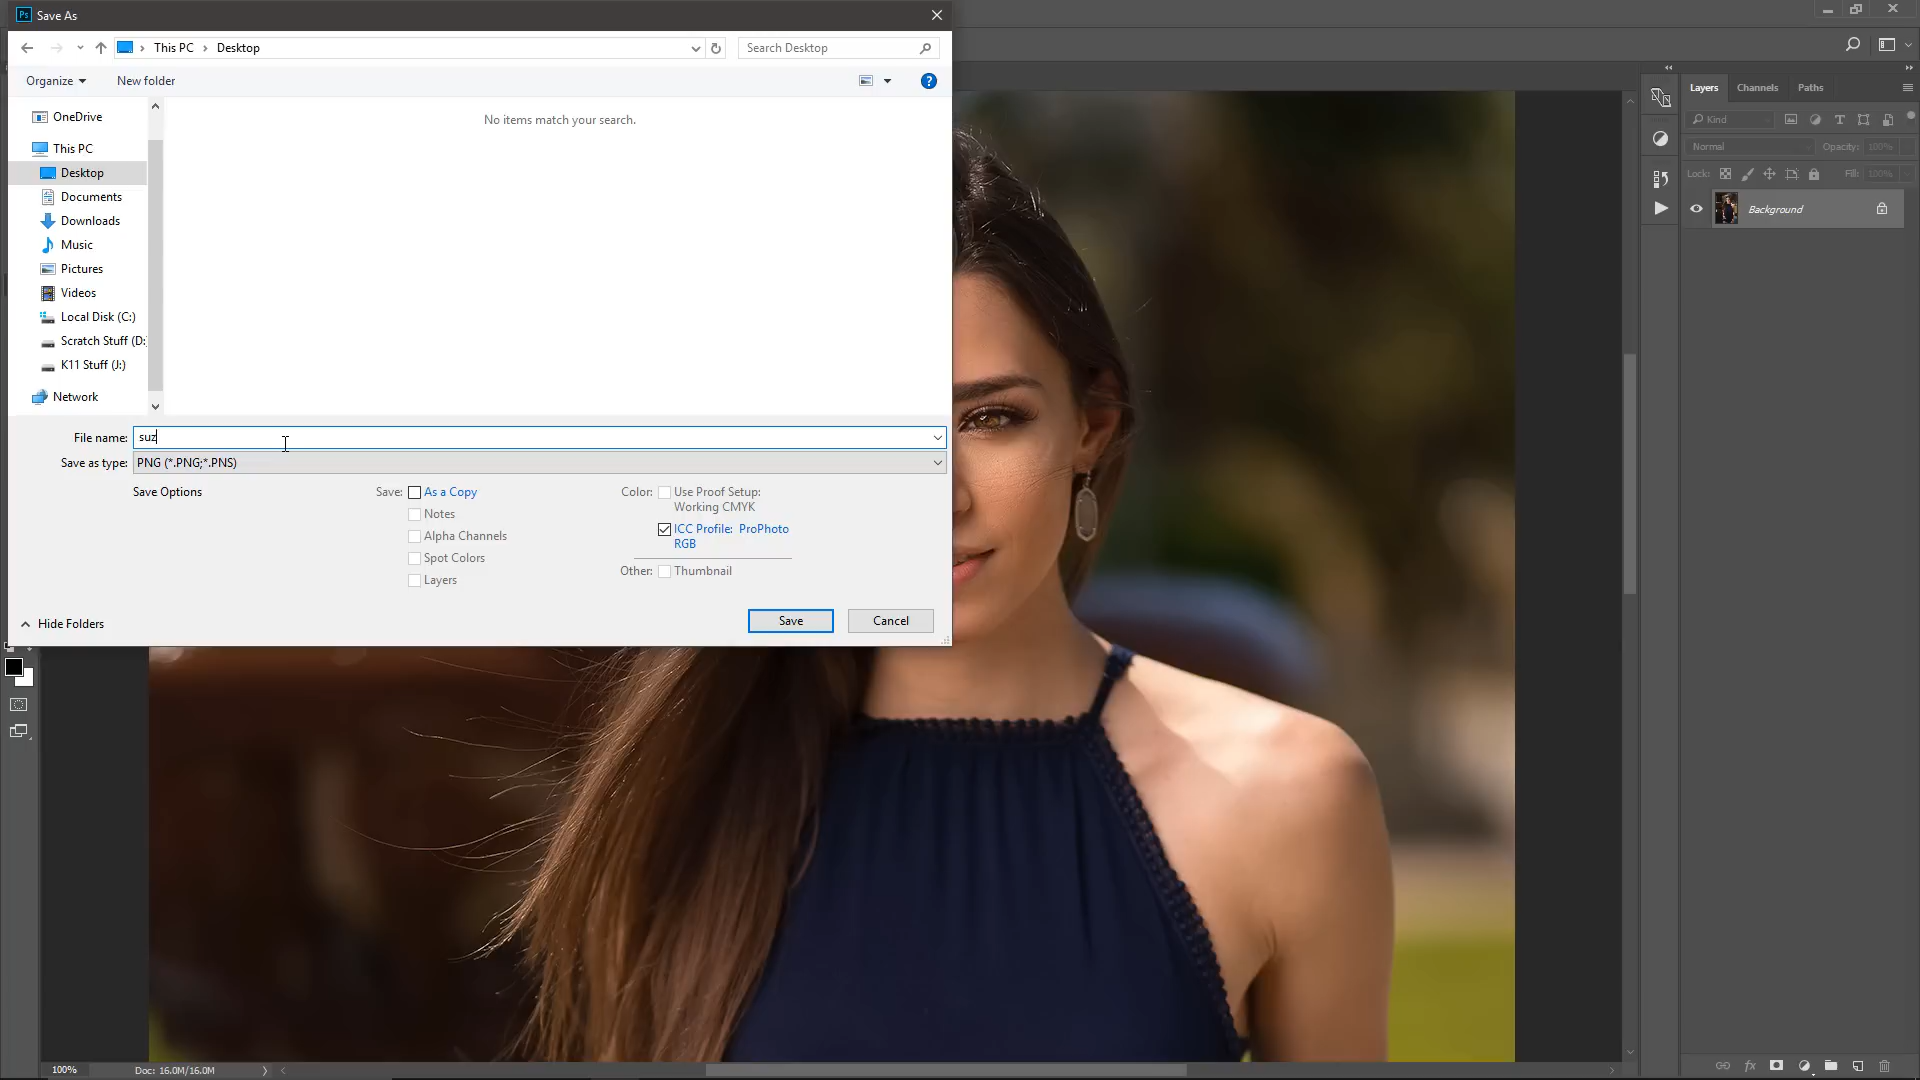 Ps Save As
This PC > Desktop
Search Desktop
Organize
New folder
?
OneDrive
This PC
Desktop
Documents
Downloads
Music
Pictures
Videos
Local Disk (C:)
Scratch Stuff (D:
K11 Stuff (J:)
Network
No items match your search.
File name: suz
Save as type: PNG (*.PNG;*.PNS)
Save Options
Save: As a Copy
Notes
Alpha Channels
Spot Colors
Layers
Color: Use Proof Setup:
Working CMYK
ICC Profile: ProPhoto
RGB
Other: Thumbnail
Hide Folders
Save
Cancel
Layers
Channels
Paths
Kind
Normal
Opacity: 100%
Lock:
Fill: 100%
Background
fx
100%
Doc: 16.0M/16.0M